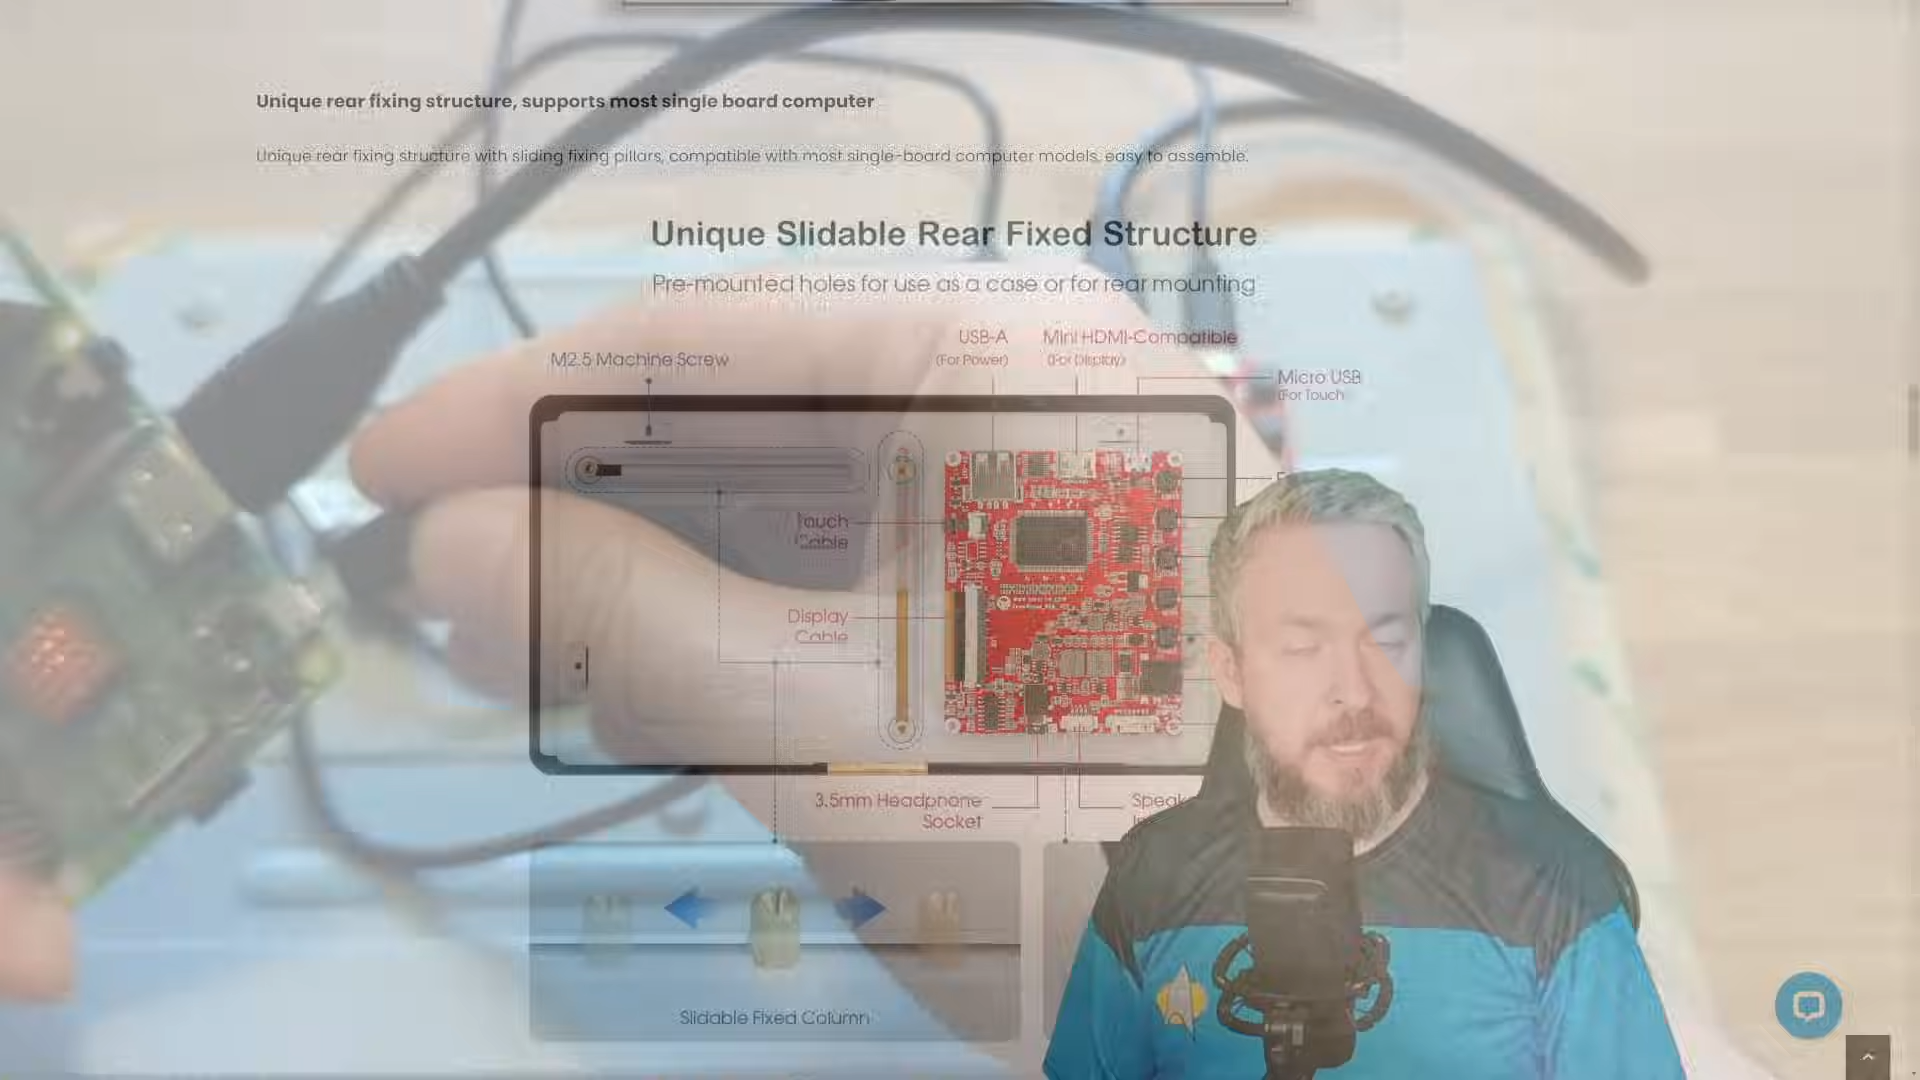 Unique rear fixing structure, supports most single board computer
Unique rear fixing structure with sliding fixing pillars, compatible with most single-board computer models, easy to assemble.
Unique Slidable Rear Fixed Structure
Pre-mounted holes for use as a case or for rear mounting
USB-A
(For Power)
Mini HDMI-Compatible
(For Display)
M2.5 Machine Screw
Micro USB
(For Touch
Touch
Cable
Display
Cable
3.5mm Headphone
Socket
Slidable Fixed Column